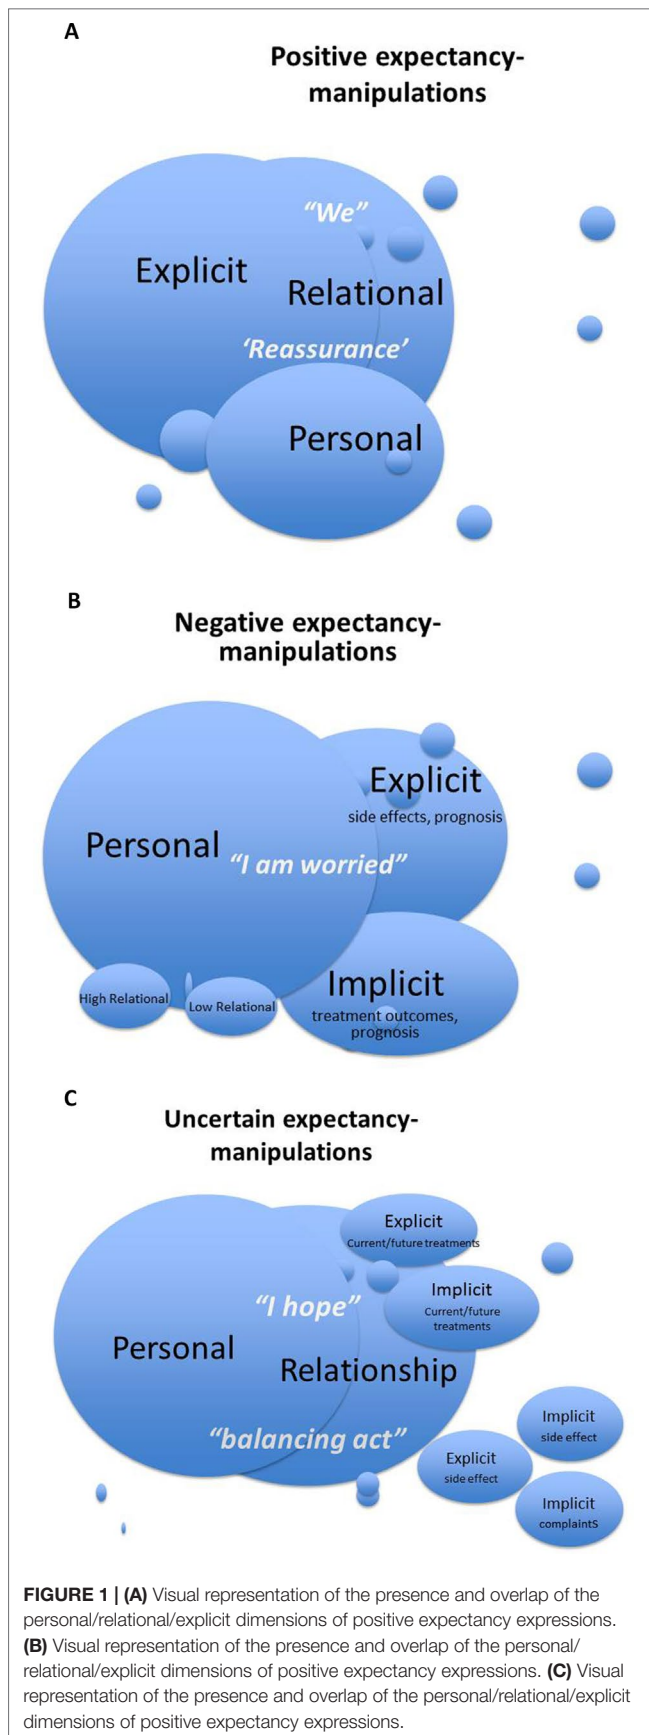 A
Positive expectancy-
manipulations
“We”
Explicit
Relational
‘Reassurance’
Personal
B
Negative expectancy-
manipulations
Explicit
side effects, prognosis
Personal
“I am worried”
Implicit
High Relational
Low Relational
treatment outcomes,
prognosis
C
Uncertain expectancy-
manipulations
Explicit
Current/future treatments
Implicit
“I hope”
Current/future
treatments
Personal
Relationship
Implicit
side effect
“balancing act”
Explicit
side effect
Implicit
complaintS
FIGURE 1 | (A) Visual representation of the presence and overlap of the
personal/relational/explicit dimensions of positive expectancy expressions.
(B) Visual representation of the presence and overlap of the personal/
relational/explicit dimensions of positive expectancy expressions. (C) Visual
representation of the presence and overlap of the personal/relational/explicit
dimensions of positive expectancy expressions.